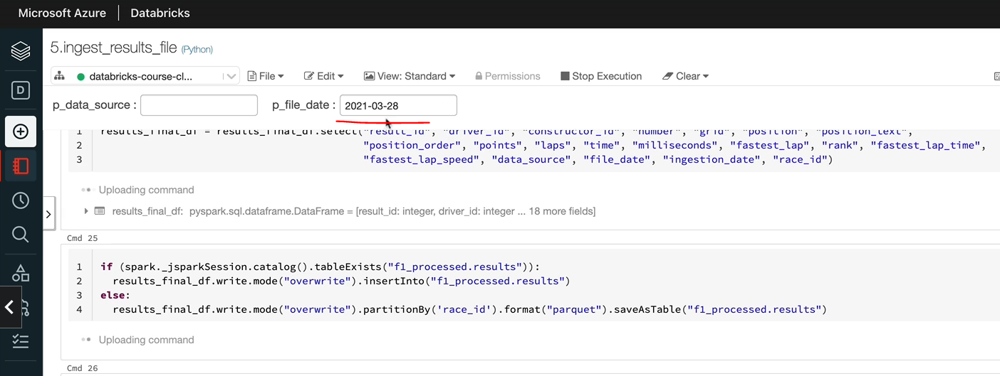 Microsoft Azure | Databricks
5.ingest_results_file (Python)
databricks-course-cl... File Edit View: Standard Permissions Stop Execution Clear
p_data_source : p_file_date : 2021-03-28
1 results_final_df = results_final_df.select("result_id", "driver_id", "constructor_id", "number", "grid", "position", "position_text",
2 "position_order", "points", "laps", "time", "milliseconds", "fastest_lap", "rank", "fastest_lap_time",
3 "fastest_lap_speed", "data_source", "file_date", "ingestion_date", "race_id")
Uploading command
results_final_df: pyspark.sql.dataframe.DataFrame = [result_id: integer, driver_id: integer ... 18 more fields]
Cmd 25
1 if (spark._jsparkSession.catalog().tableExists("f1_processed.results")):
2 results_final_df.write.mode("overwrite").insertInto("f1_processed.results")
3 else:
4 results_final_df.write.mode("overwrite").partitionBy('race_id').format("parquet").saveAsTable("f1_processed.results")
Uploading command
Cmd 26
D